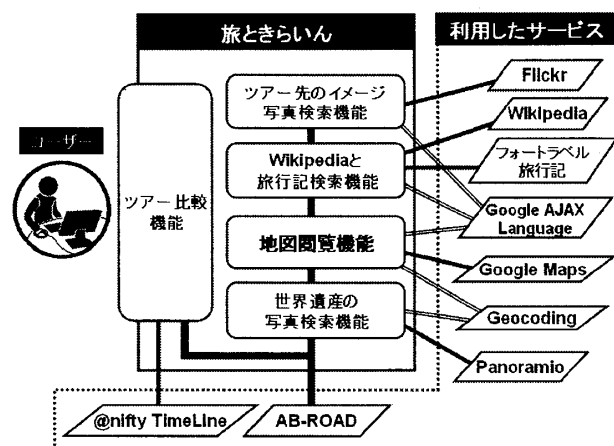 旅ときらいん
利用したサービス
ユーザー
ツアー比較
機能
ツアー先のイメージ
写真検索機能
Wikipediaと
旅行記検索機能
地図閲覧機能
世界遺産の
写真検索機能
Flickr
Wikipedia
フォートラベル
旅行記
Google AJAX
Language
Google Maps
Geocoding
Panoramio
@nifty TimeLine
AB-ROAD